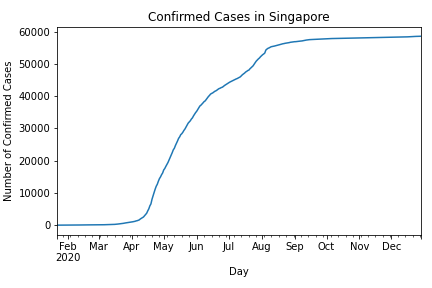 Confirmed Cases in Singapore
Number of Confirmed Cases
60000
50000
40000
30000
20000
10000
0
Feb Mar Apr May Jun Jul Aug Sep Oct Nov Dec
2020
Day